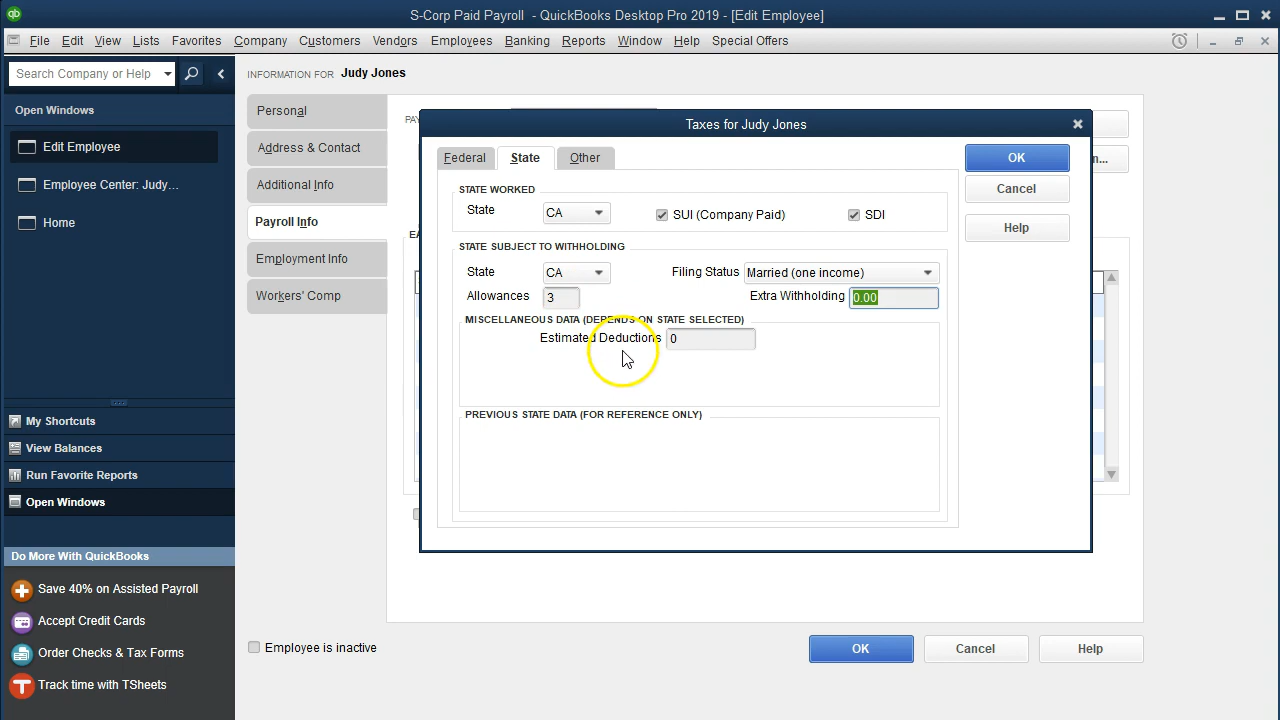 S-Corp Paid Payroll - QuickBooks Desktop Pro 2019 - [Edit Employee]
File Edit View Lists Favorites Company Customers Vendors Employees Banking Reports Window Help Special Offers
Search Company or Help
INFORMATION FOR Judy Jones
Open Windows
Edit Employee
Employee Center: Judy...
Home
My Shortcuts
View Balances
Run Favorite Reports
Open Windows
Do More With QuickBooks
Save 40% on Assisted Payroll
Accept Credit Cards
Order Checks & Tax Forms
Track time with TSheets
Personal
Address & Contact
Additional Info
Payroll Info
Employment Info
Workers' Comp
PA
EA
n...
Taxes for Judy Jones
Federal State Other
OK
Cancel
Help
STATE WORKED
State CA SUI (Company Paid) SDI
STATE SUBJECT TO WITHHOLDING
State CA Filing Status Married (one income)
Allowances 3 Extra Withholding 0.00
MISCELLANEOUS DATA (DEPENDS ON STATE SELECTED)
Estimated Deductions 0
PREVIOUS STATE DATA (FOR REFERENCE ONLY)
Employee is inactive
OK Cancel Help